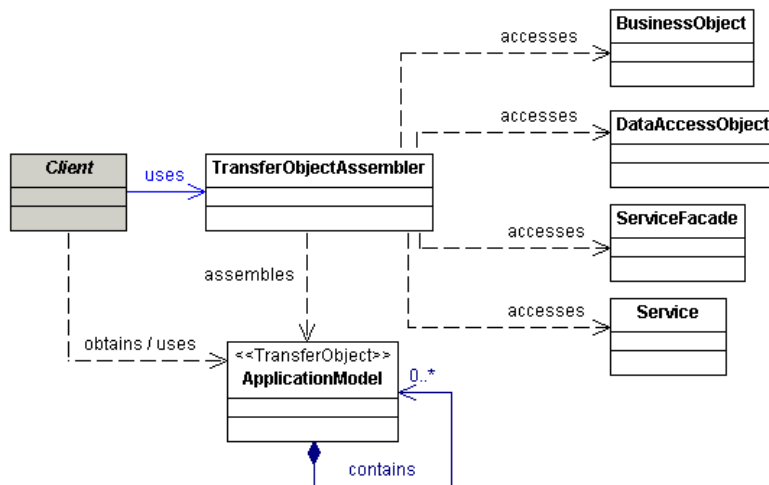 BusinessObject
accesses
accesses
DataAccessObject
Client
uses
TransferObjectAssembler
ServiceFacade
accesses
assembles
accesses
Service
obtains / uses
<<TransferObject>>
ApplicationModel
0..*
contains